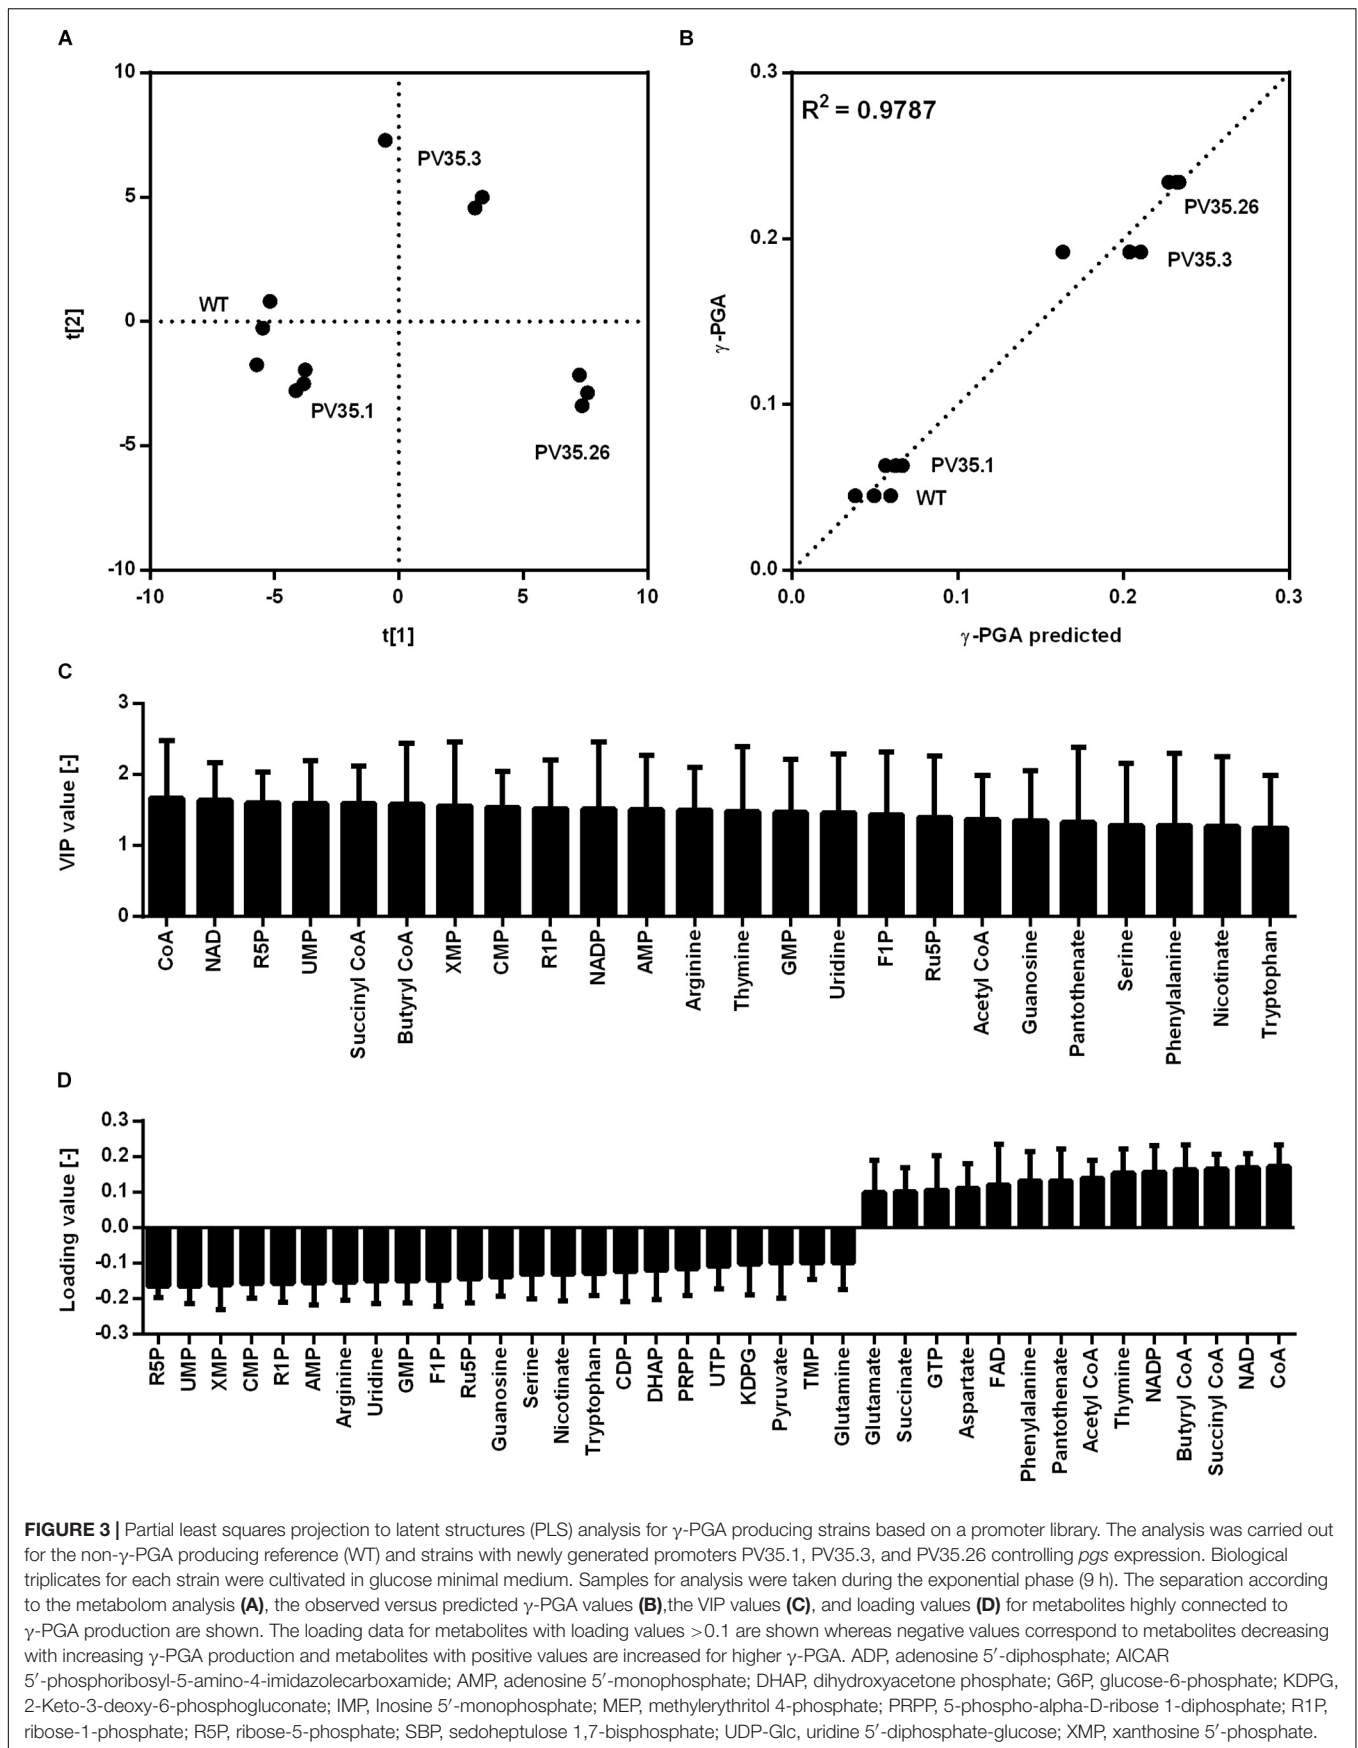 A
10
5
0
-5
-10
-10
-5
0
5
10
t[2]
t[1]
PV35.3
WT
PV35.1
PV35.26
B
0.3
0.2
0.1
0.0
0.0
0.1
0.2
0.3
γ-PGA
γ-PGA predicted
R² = 0.9787
PV35.26
PV35.3
PV35.1
WT
C
3
2
1
0
VIP value [-]
CoA
NAD
R5P
UMP
Succinyl CoA
Butyryl CoA
XMP
CMP
R1P
NADP
AMP
Arginine
Thymine
GMP
Uridine
F1P
Ru5P
Acetyl CoA
Guanosine
Pantothenate
Serine
Phenylalanine
Nicotinate
Tryptophan
D
0.3
0.2
0.1
0.0
-0.1
-0.2
-0.3
Loading value [-]
R5P
UMP
XMP
CMP
R1P
AMP
Arginine
Uridine
GMP
F1P
Ru5P
Guanosine
Serine
Nicotinate
Tryptophan
CDP
DHAP
PRPP
UTP
KDPG
Pyruvate
TMP
Glutamine
Glutamate
Succinate
GTP
Aspartate
FAD
Phenylalanine
Pantothenate
Acetyl CoA
Thymine
NADP
Butyryl CoA
Succinyl CoA
NAD
CoA
FIGURE 3 | Partial least squares projection to latent structures (PLS) analysis for γ-PGA producing strains based on a promoter library. The analysis was carried out
for the non-γ-PGA producing reference (WT) and strains with newly generated promoters PV35.1, PV35.3, and PV35.26 controlling pgs expression. Biological
triplicates for each strain were cultivated in glucose minimal medium. Samples for analysis were taken during the exponential phase (9 h). The separation according
to the metabolom analysis (A), the observed versus predicted γ-PGA values (B),the VIP values (C), and loading values (D) for metabolites highly connected to
γ-PGA production are shown. The loading data for metabolites with loading values >0.1 are shown whereas negative values correspond to metabolites decreasing
with increasing γ-PGA production and metabolites with positive values are increased for higher γ-PGA. ADP, adenosine 5′-diphosphate; AICAR
5′-phosphoribosyl-5-amino-4-imidazolecarboxamide; AMP, adenosine 5′-monophosphate; DHAP, dihydroxyacetone phosphate; G6P, glucose-6-phosphate; KDPG,
2-Keto-3-deoxy-6-phosphogluconate; IMP, Inosine 5′-monophosphate; MEP, methylerythritol 4-phosphate; PRPP, 5-phospho-alpha-D-ribose 1-diphosphate; R1P,
ribose-1-phosphate; R5P, ribose-5-phosphate; SBP, sedoheptulose 1,7-bisphosphate; UDP-Glc, uridine 5′-diphosphate-glucose; XMP, xanthosine 5′-phosphate.